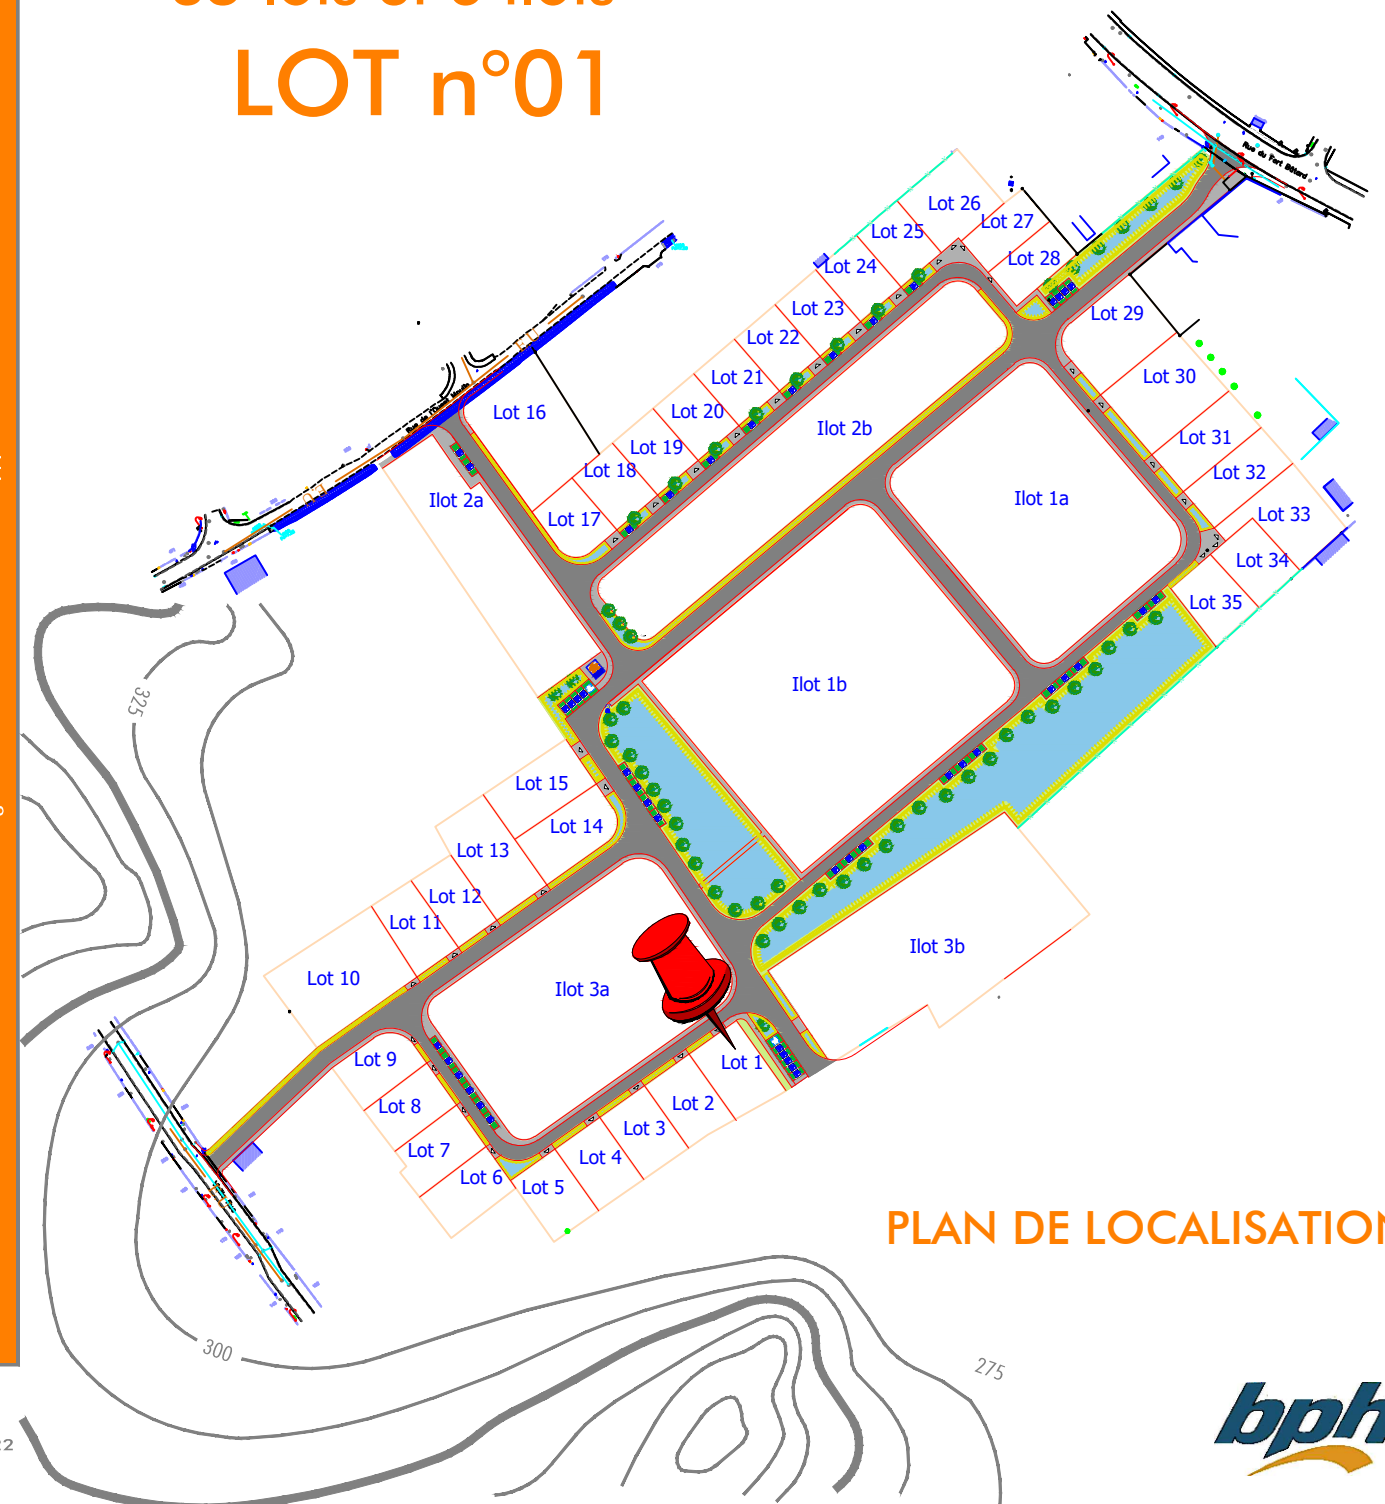 LOT n°01
Rue du Fort Bétard
Lot 26
Lot 27
Lot 25
Lot 28
Lot 24
Lot 23
Lot 29
Lot 22
Lot 21
Lot 30
Lot 20
Lot 16
Ilot 2b
Lot 31
Lot 19
Lot 18
Lot 32
Ilot 2a
Ilot 1a
Lot 33
Lot 17
Lot 34
Lot 35
Ilot 1b
325
Lot 15
Lot 14
Lot 13
Lot 12
Lot 11
Ilot 3b
Lot 10
Ilot 3a
Lot 9
Lot 1
Lot 8
Lot 2
Lot 3
Lot 7
Lot 4
Lot 6
Lot 5
PLAN DE LOCALISATION
300
275
bph